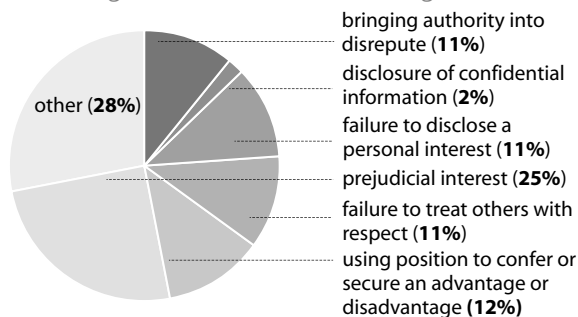 bringing authority into
disrepute (11%)
disclosure of confidential
information (2%)
other (28%)
failure to disclose a
personal interest (11%)
prejudicial interest (25%)
failure to treat others with
respect (11%)
using position to confer or
secure an advantage or
disadvantage (12%)